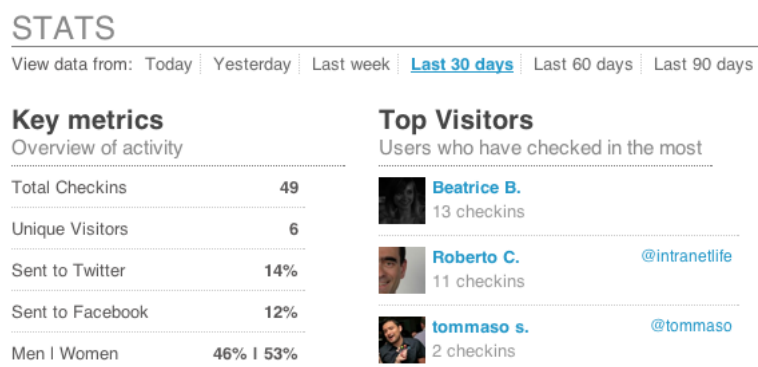 STATS
View data from: Today Yesterday Last week Last 30 days Last 60 days Last 90 days
Key metrics
Overview of activity
Total Checkins 49
Unique Visitors 6
Sent to Twitter 14%
Sent to Facebook 12%
Men | Women 46% | 53%
Top Visitors
Users who have checked in the most
Beatrice B.
13 checkins
Roberto C. @intranetlife
11 checkins
tommaso s. @tommaso
2 checkins